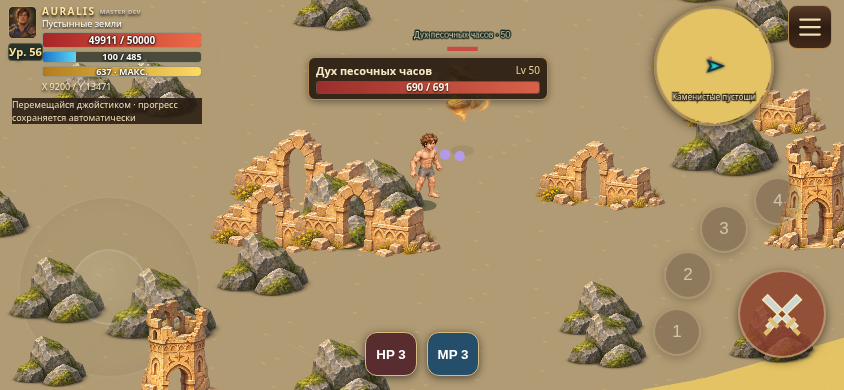 AURALIS MASTER DEV
Пустынные земли
49911 / 50000
Ур. 56
100 / 485
637 · МАКС.
X 9200 / Y 13471
Перемещайся джойстиком · прогресс
сохраняется автоматически
Дух песочных часов · 50
Дух песочных часов Lv 50
690 / 691
Каменистые пустоши
4
3
2
1
HP 3
MP 3